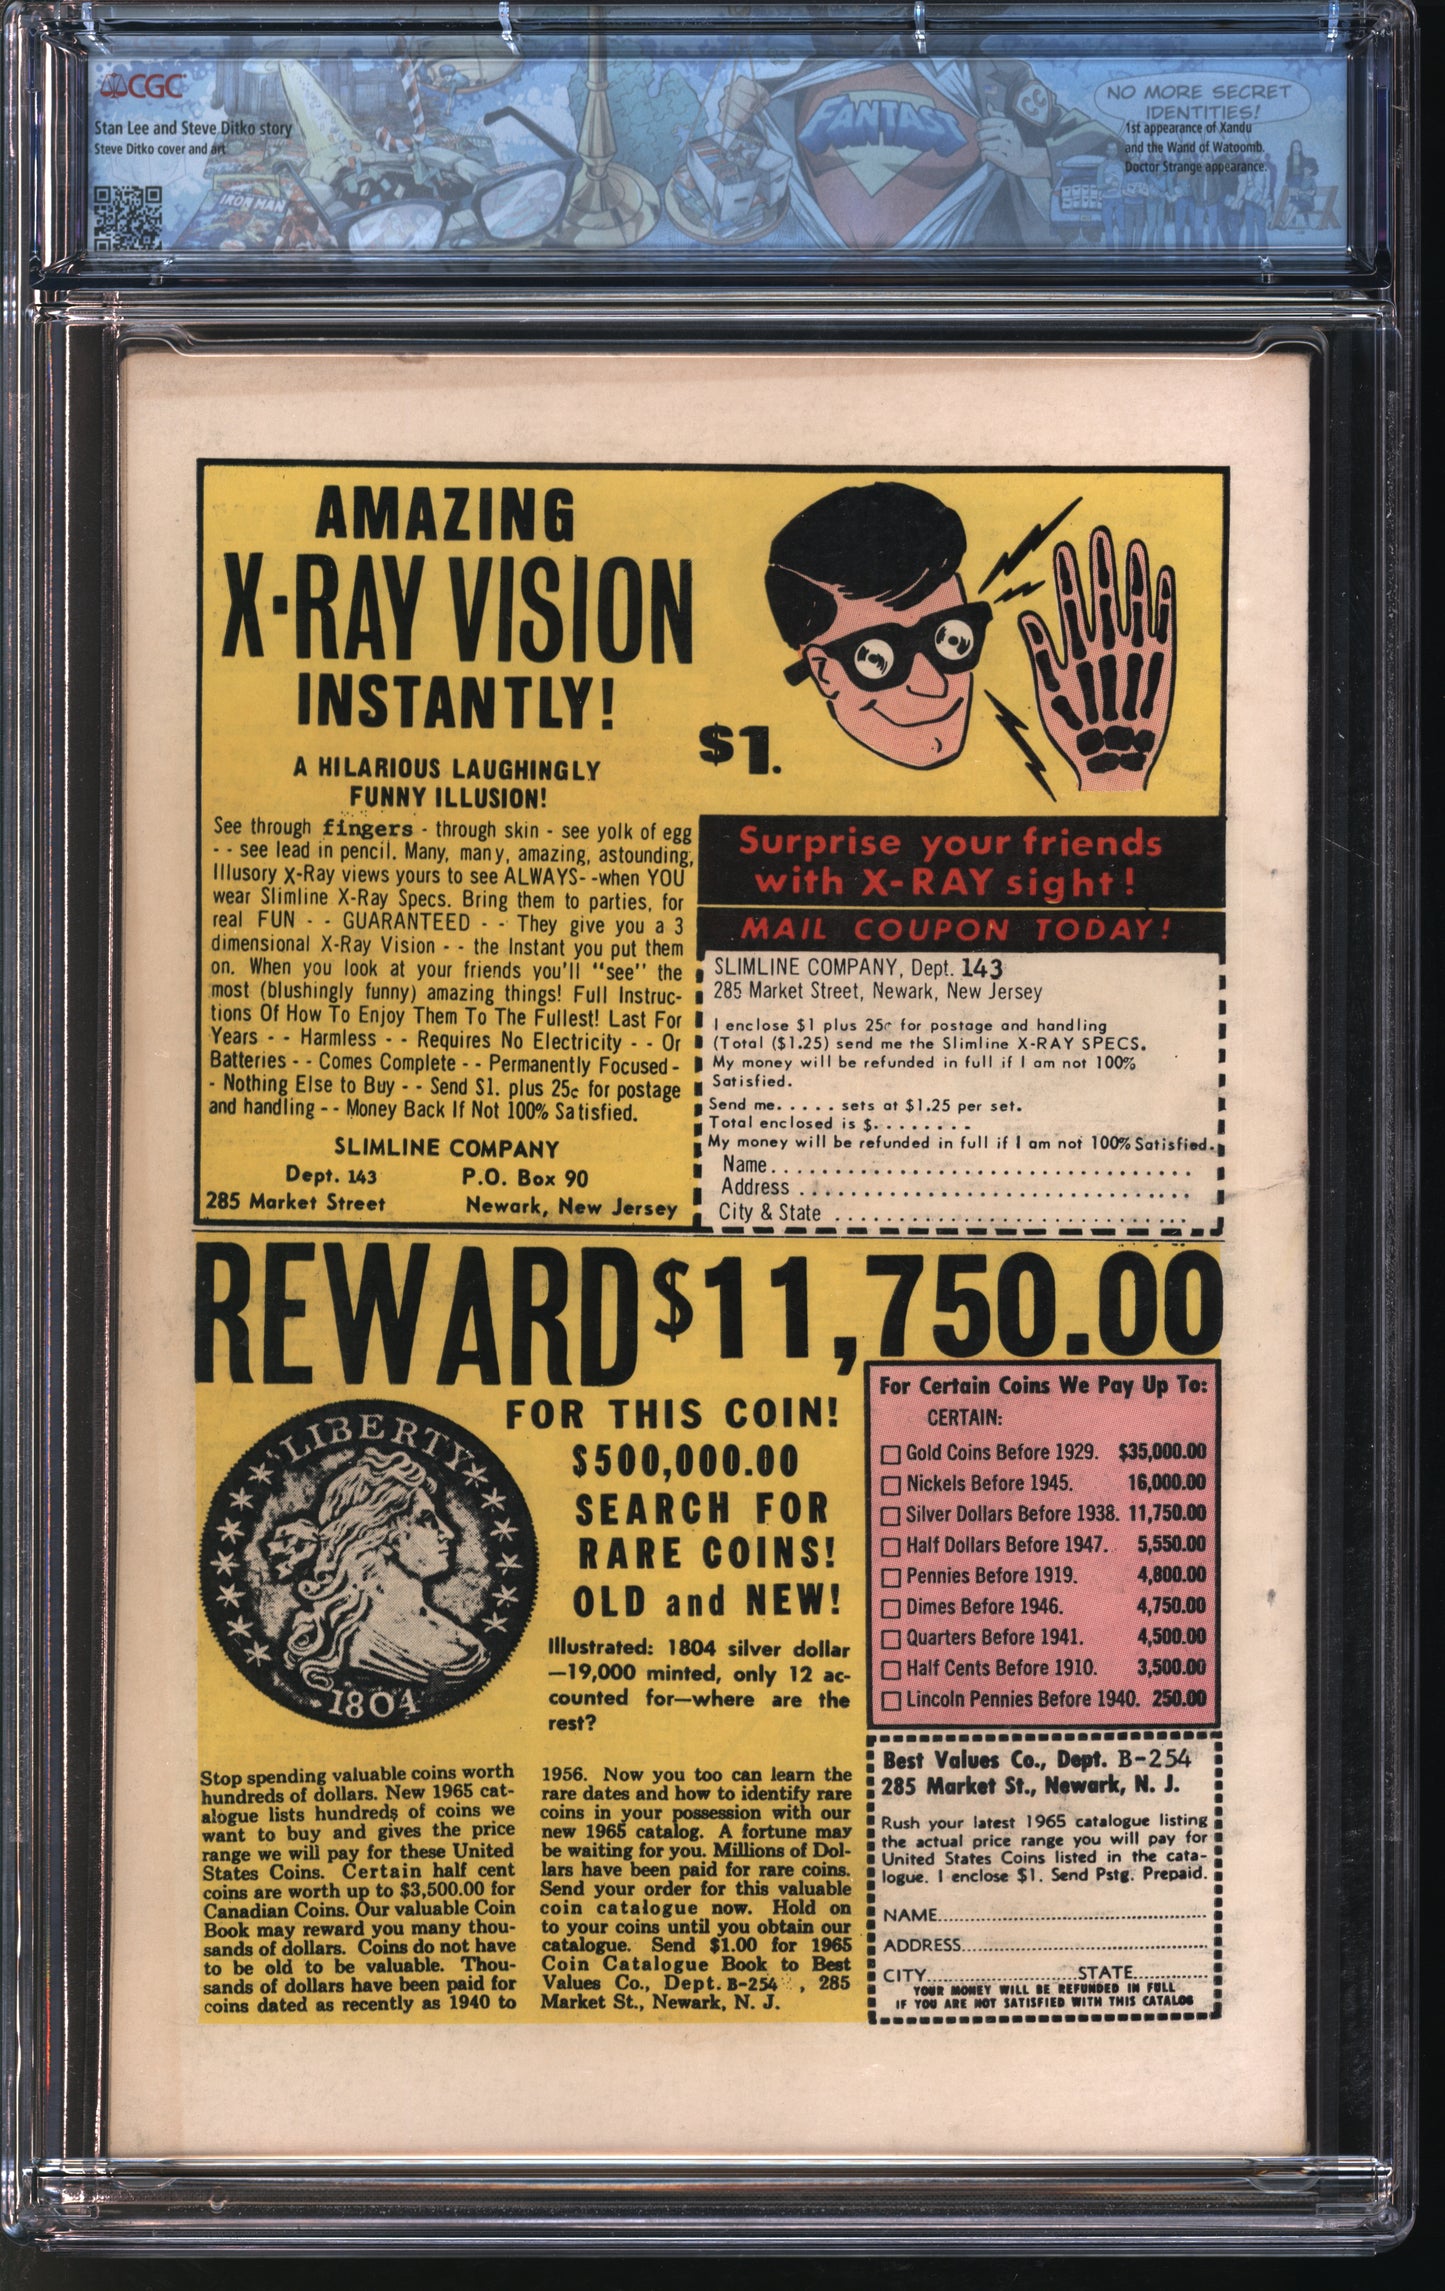 CGC
Stan Lee and Steve Ditko story
Steve Ditko cover and art
IRON MAN
FANTAST
NO MORE SECRET
IDENTITIES!
1st appearance of Xandu
and the Wand of Watoomb.
Doctor Strange appearance.
AMAZING
X-RAY VISION
INSTANTLY!
$1.
A HILARIOUS LAUGHINGLY
FUNNY ILLUSION!
See through fingers - through skin - see yolk of egg
- - see lead in pencil. Many, many, amazing, astounding,
Illusory X-Ray views yours to see ALWAYS- -when YOU
wear Slimline X-Ray Specs. Bring them to parties, for
real FUN - - GUARANTEED - - They give you a 3
dimensional X-Ray Vision - - the Instant you put them
on. When you look at your friends you'll "see" the
most (blushingly funny) amazing things! Full Instruc-
tions Of How To Enjoy Them To The Fullest! Last For
Years - - Harmless - - Requires No Electricity - - Or
Batteries - - Comes Complete - - Permanently Focused -
- Nothing Else to Buy - - Send $1. plus 25c for postage
and handling - - Money Back If Not 100% Satisfied.
SLIMLINE COMPANY
Dept. 143 P.O. Box 90
285 Market Street Newark, New Jersey
Surprise your friends
with X-RAY sight!
MAIL COUPON TODAY!
SLIMLINE COMPANY, Dept. 143
285 Market Street, Newark, New Jersey
I enclose $1 plus 25c for postage and handling
(Total ($1.25) send me the Slimline X-RAY SPECS.
My money will be refunded in full if I am not 100%
Satisfied.
Send me. . . . . sets at $1.25 per set.
Total enclosed is $. . . . . . . .
My money will be refunded in full if I am not 100% Satisfied.
Name. . . . . . . . . . . . . . . . . . . . . . . . . . . . . . . .
Address . . . . . . . . . . . . . . . . . . . . . . . . . . . . . .
City & State . . . . . . . . . . . . . . . . . . . . . . . . . . .
REWARD $11,750.00
FOR THIS COIN!
$500,000.00
SEARCH FOR
RARE COINS!
OLD and NEW!
LIBERTY
1804
Illustrated: 1804 silver dollar
—19,000 minted, only 12 ac-
counted for—where are the
rest?
Stop spending valuable coins worth
hundreds of dollars. New 1965 cat-
alogue lists hundreds of coins we
want to buy and gives the price
range we will pay for these United
States Coins. Certain half cent
coins are worth up to $3,500.00 for
Canadian Coins. Our valuable Coin
Book may reward you many thou-
sands of dollars. Coins do not have
to be old to be valuable. Thou-
sands of dollars have been paid for
coins dated as recently as 1940 to
1956. Now you too can learn the
rare dates and how to identify rare
coins in your possession with our
new 1965 catalog. A fortune may
be waiting for you. Millions of Dol-
lars have been paid for rare coins.
Send your order for this valuable
coin catalogue now. Hold on
to your coins until you obtain our
catalogue. Send $1.00 for 1965
Coin Catalogue Book to Best
Values Co., Dept. B-254 , 285
Market St., Newark, N. J.
For Certain Coins We Pay Up To:
CERTAIN:
Gold Coins Before 1929. $35,000.00
Nickels Before 1945. 16,000.00
Silver Dollars Before 1938. 11,750.00
Half Dollars Before 1947. 5,550.00
Pennies Before 1919. 4,800.00
Dimes Before 1946. 4,750.00
Quarters Before 1941. 4,500.00
Half Cents Before 1910. 3,500.00
Lincoln Pennies Before 1940. 250.00
Best Values Co., Dept. B-254
285 Market St., Newark, N. J.
Rush your latest 1965 catalogue listing
the actual price range you will pay for
United States Coins listed in the cata-
logue. I enclose $1. Send Pstg. Prepaid.
NAME........................................
ADDRESS....................................
CITY......................STATE............
YOUR MONEY WILL BE REFUNDED IN FULL
IF YOU ARE NOT SATISFIED WITH THIS CATALOG